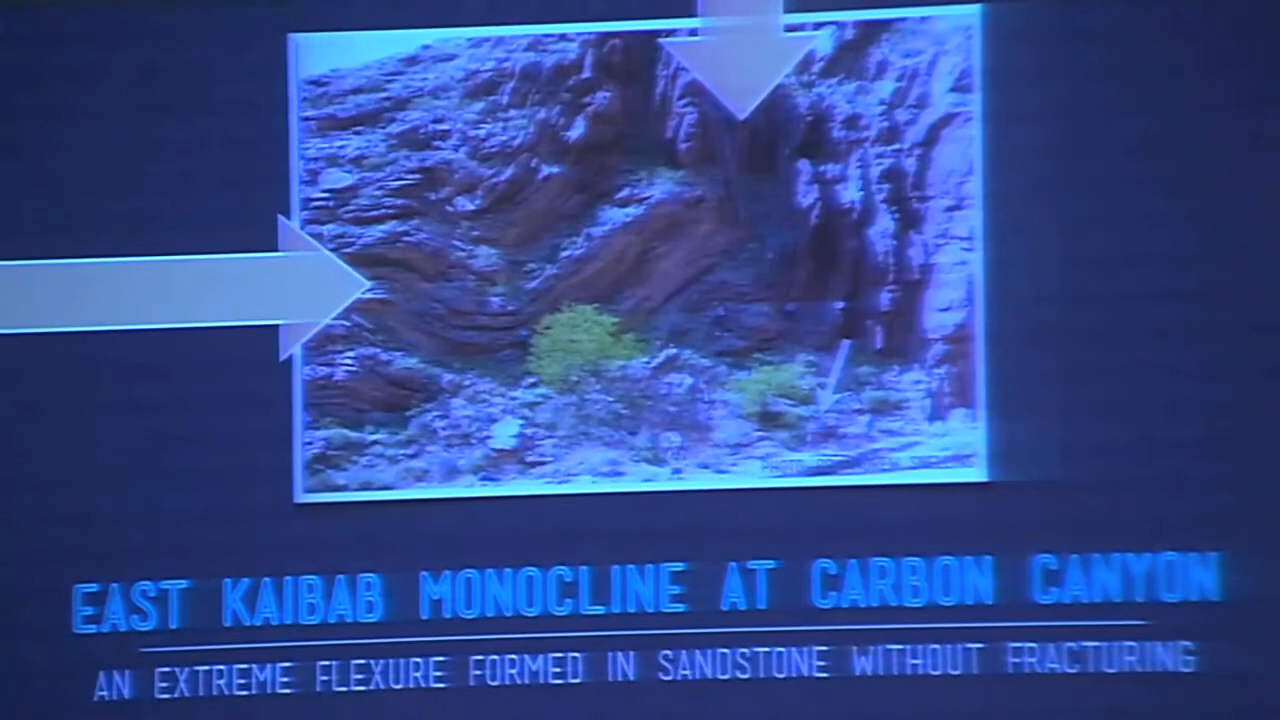 EAST KAIBAB MONOCLINE AT CARBON CANYON
AN EXTREME FLEXURE FORMED IN SANDSTONE WITHOUT FRACTURING